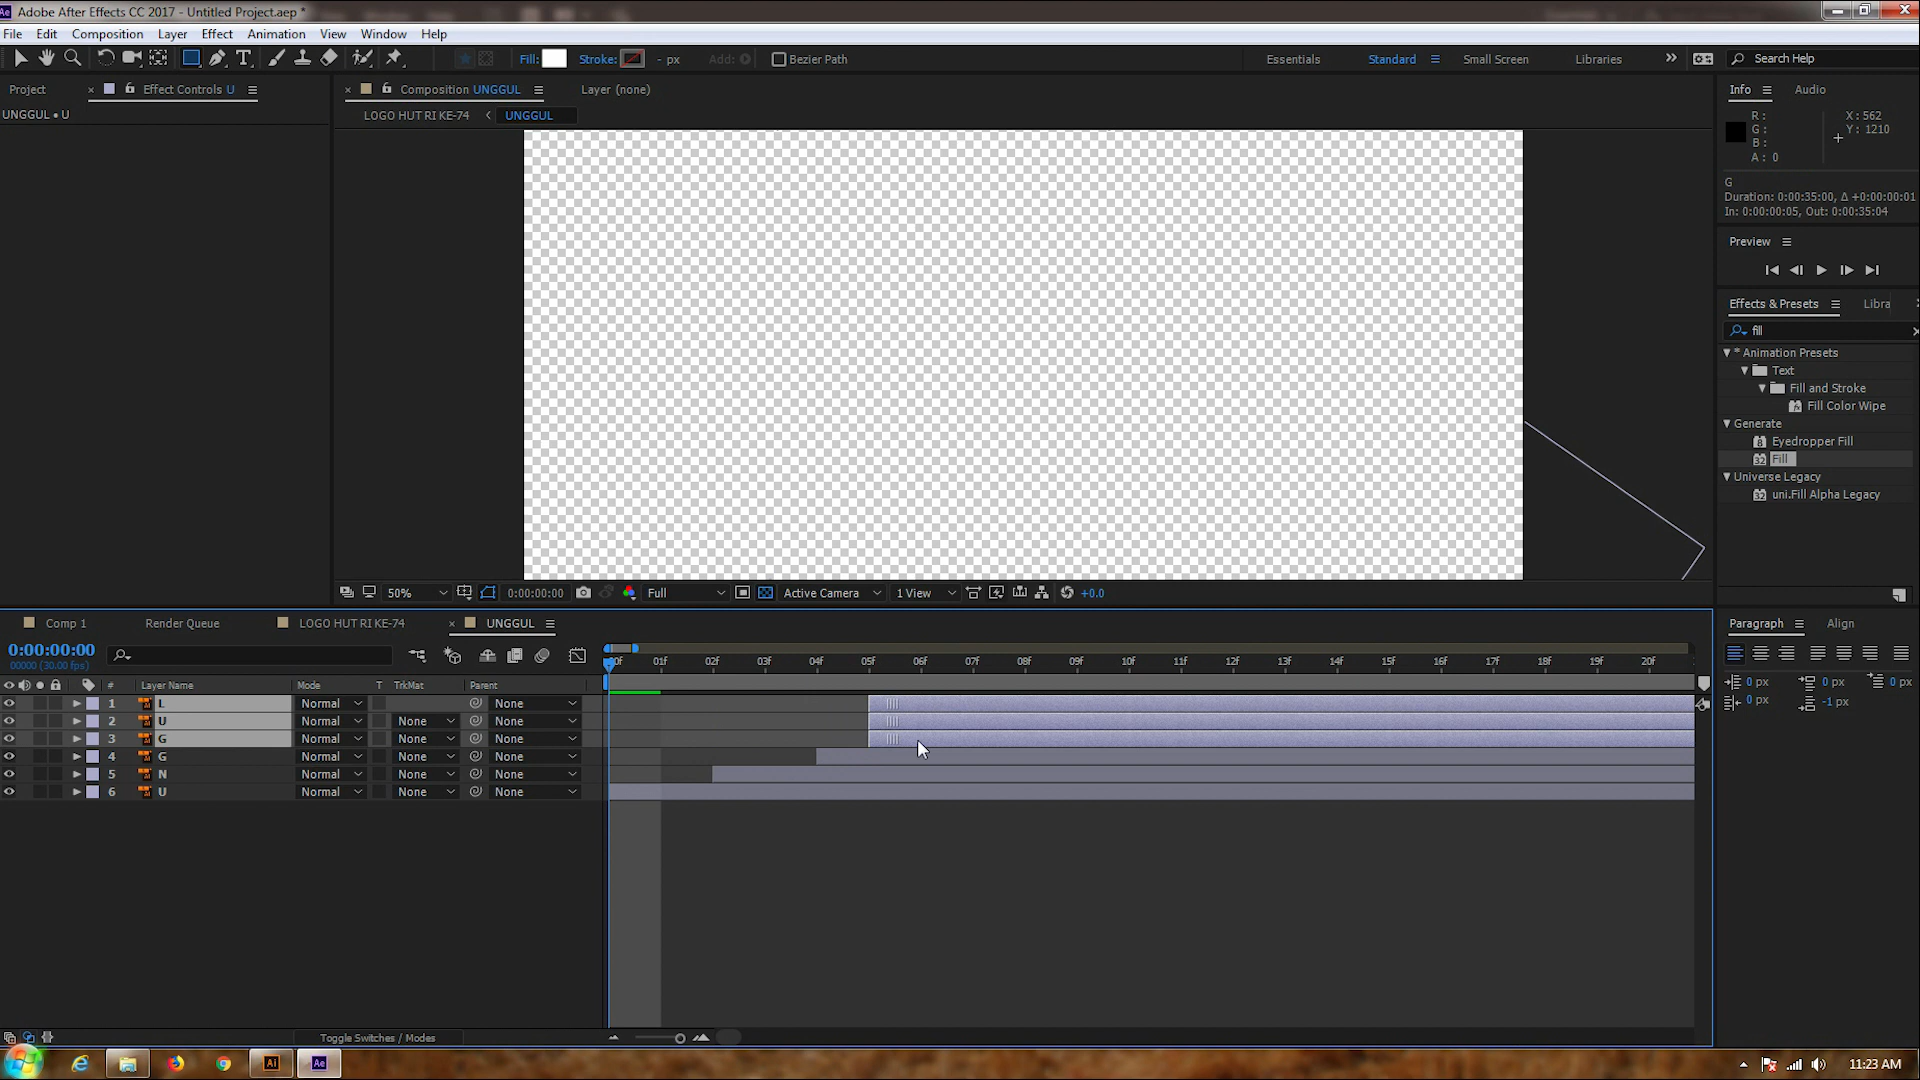 Adobe After Effects CC 2017 - Untitled Project.aep *
File Edit Composition Layer Effect Animation View Window Help
Fill: Stroke: - px Add: Bezier Path Essentials Standard Small Screen Libraries Search Help
Project Effect Controls U Composition UNGGUL Layer (none) Info Audio
UNGGUL • U LOGO HUT RI KE-74 UNGGUL
R: X: 562
G: Y: 1210
B:
A: 0
G
Duration: 0:00:35:00, Δ +0:00:00:01
In: 0:00:00:05, Out: 0:00:35:04
Preview
Effects & Presets Libra
fill
* Animation Presets
Text
Fill and Stroke
Fill Color Wipe
Generate
Eyedropper Fill
Fill
Universe Legacy
uni.Fill Alpha Legacy
50% 0:00:00:00 Full Active Camera 1 View +0.0
Comp 1 Render Queue LOGO HUT RI KE-74 UNGGUL Paragraph Align
0:00:00:00
00000 (30.00 fps)
00f 01f 02f 03f 04f 05f 06f 07f 08f 09f 10f 11f 12f 13f 14f 15f 16f 17f 18f 19f 20f
# Layer Name Mode T TrkMat Parent
0 px 0 px 0 px
0 px -1 px
1 L Normal None
2 U Normal None None
3 G Normal None None
4 G Normal None None
5 N Normal None None
6 U Normal None None
Toggle Switches / Modes
11:23 AM